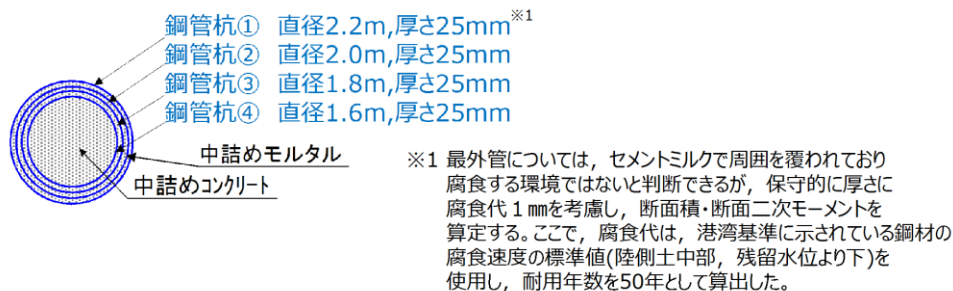 鋼管杭① 直径2.2m,厚さ25mm※1
鋼管杭② 直径2.0m,厚さ25mm
鋼管杭③ 直径1.8m,厚さ25mm
鋼管杭④ 直径1.6m,厚さ25mm
中詰めモルタル
中詰めコンクリート
※1 最外管については，セメントミルクで周囲を覆われており
腐食する環境ではないと判断できるが，保守的に厚さに
腐食代１㎜を考慮し，断面積・断面二次モーメントを
算定する。ここで，腐食代は，港湾基準に示されている鋼材の
腐食速度の標準値(陸側土中部，残留水位より下)を
使用し，耐用年数を50年として算出した。